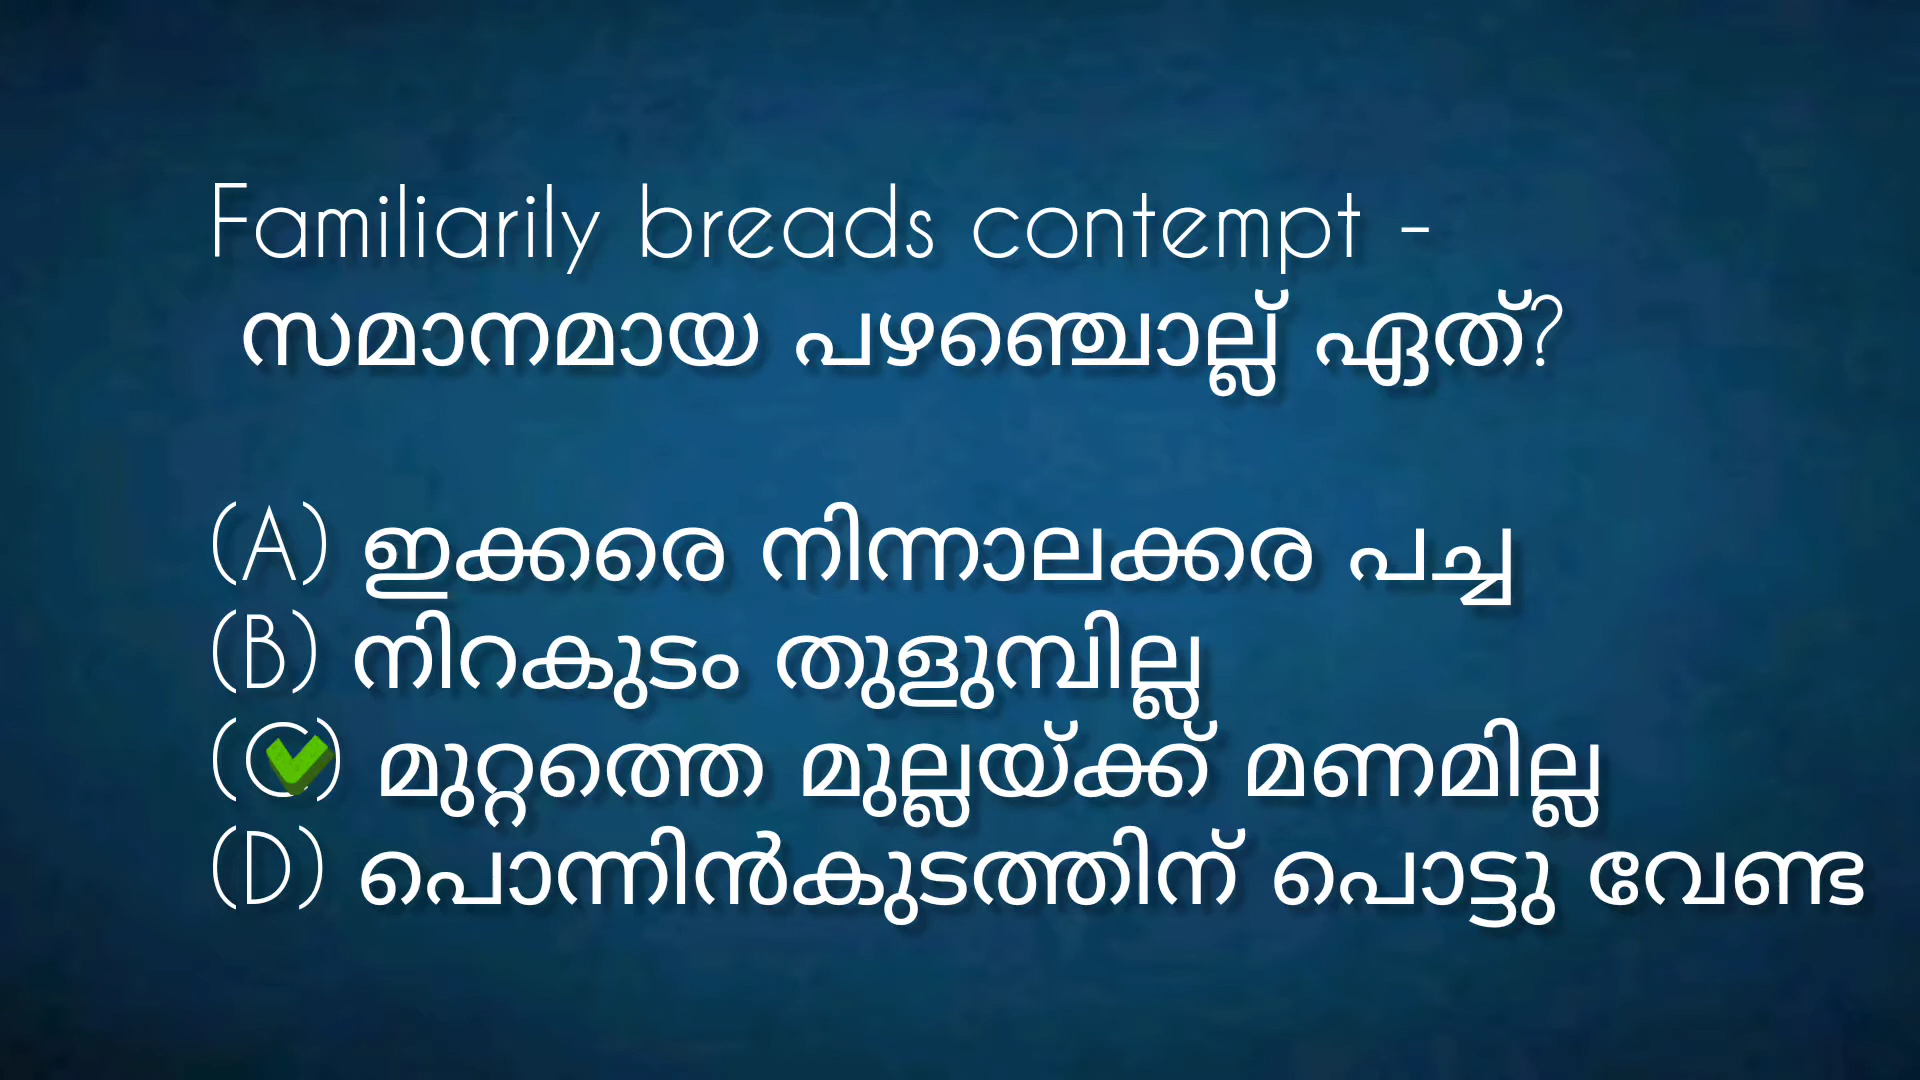 Familiarily breads contempt -
സമാനമായ പഴഞ്ചൊല്ല് ഏത്?
(A) ഇക്കരെ നിന്നാലക്കര പച്ച
(B) നിറകുടം തുളുമ്പില്ല
(C) മുറ്റത്തെ മുല്ലയ്ക്ക് മണമില്ല
(D) പൊന്നിൻകുടത്തിന് പൊട്ടു വേണ്ട